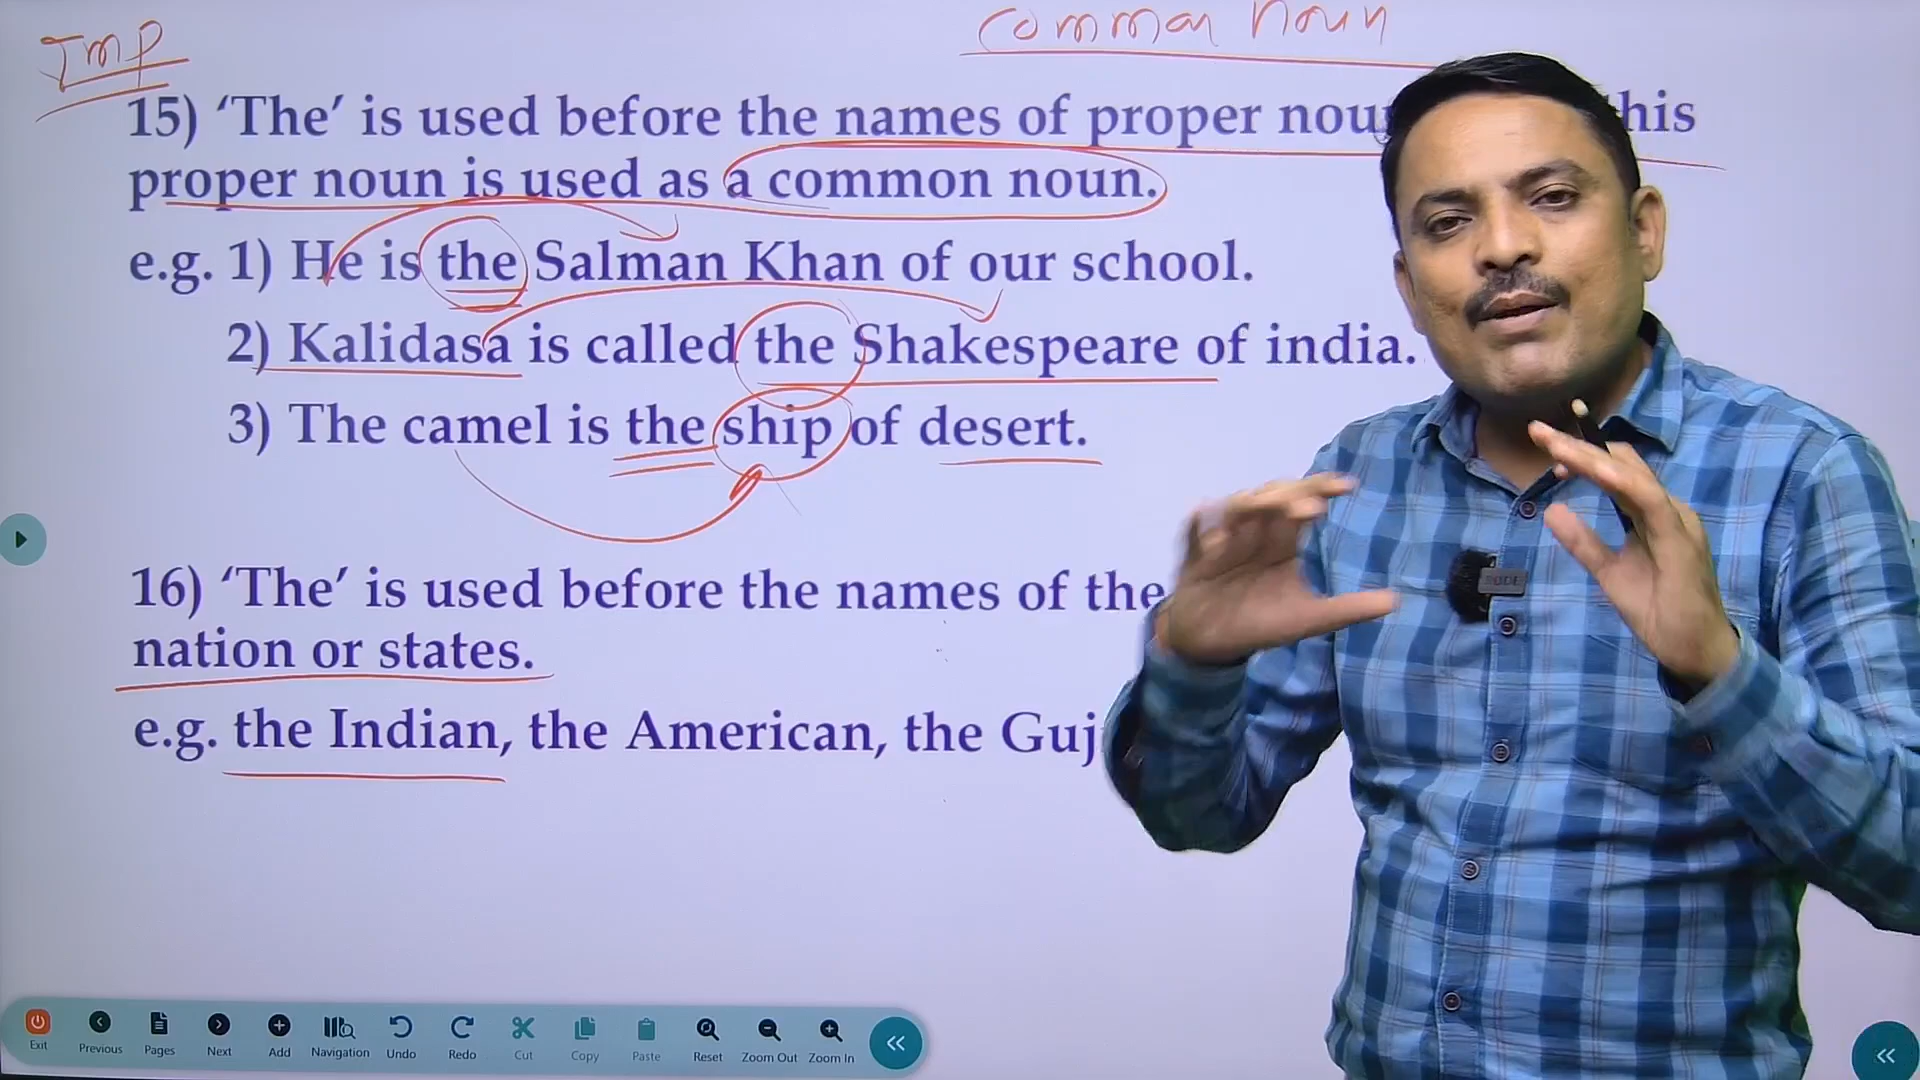 Imp
common noun
15) ‘The’ is used before the names of proper nou this
proper noun is used as a common noun.
e.g. 1) He is the Salman Khan of our school.
2) Kalidasa is called the Shakespeare of india.
3) The camel is the ship of desert.
16) ‘The’ is used before the names of the
nation or states.
e.g. the Indian, the American, the Guj
RODE
Exit Previous Pages Next Add Navigation Undo Redo Cut Copy Paste Reset Zoom Out Zoom In